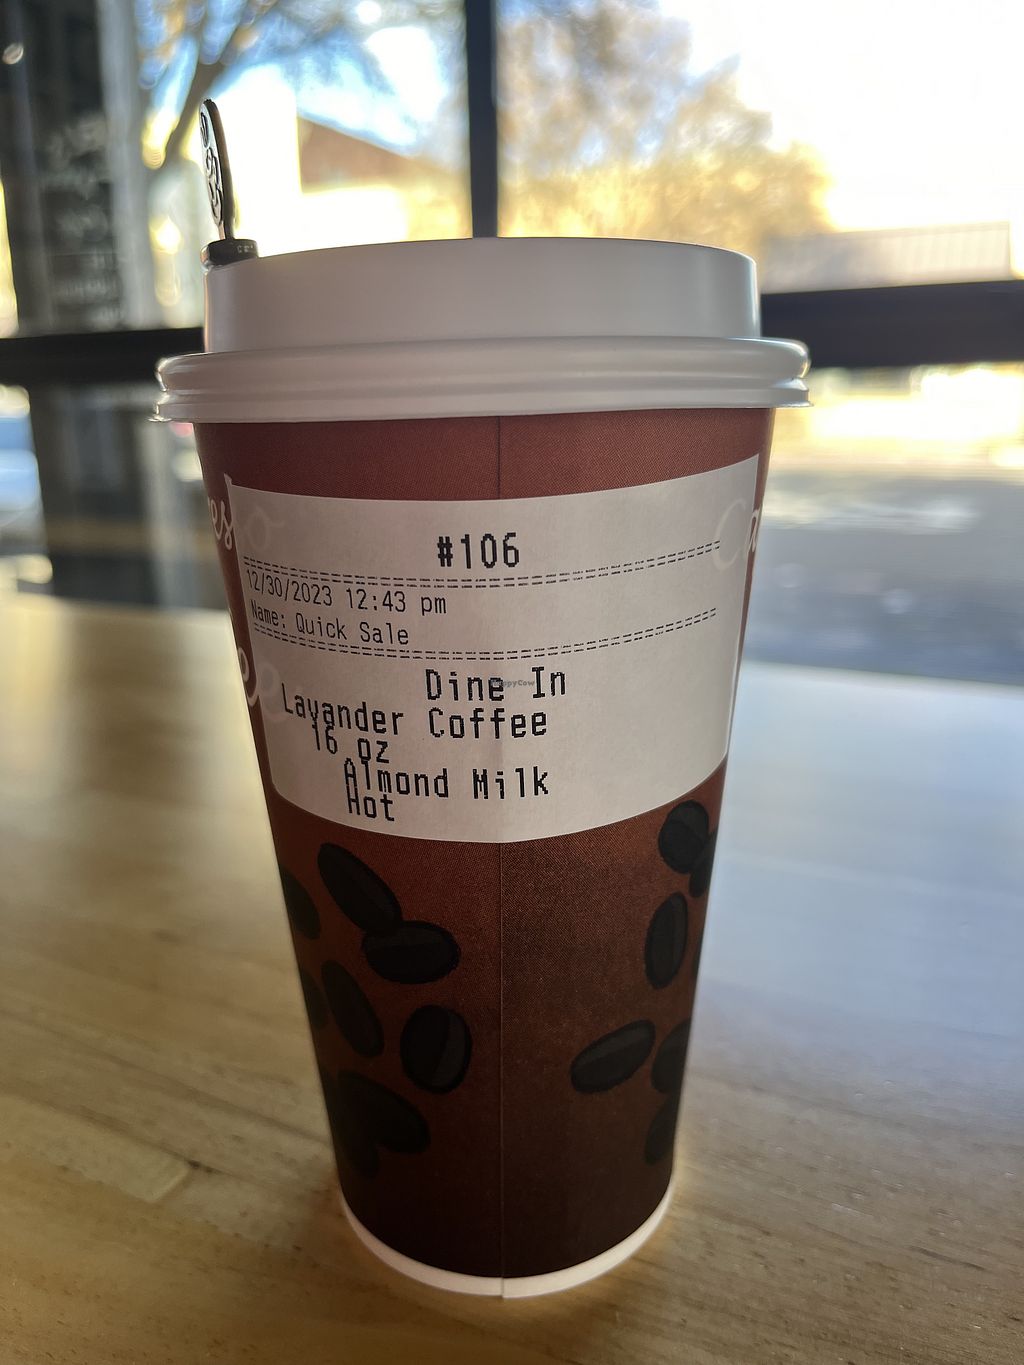 #106
12/30/2023 12:43 pm
Name: Quick Sale
Dine In
HappyCow
Lavander Coffee
16 oz
Almond Milk
Hot